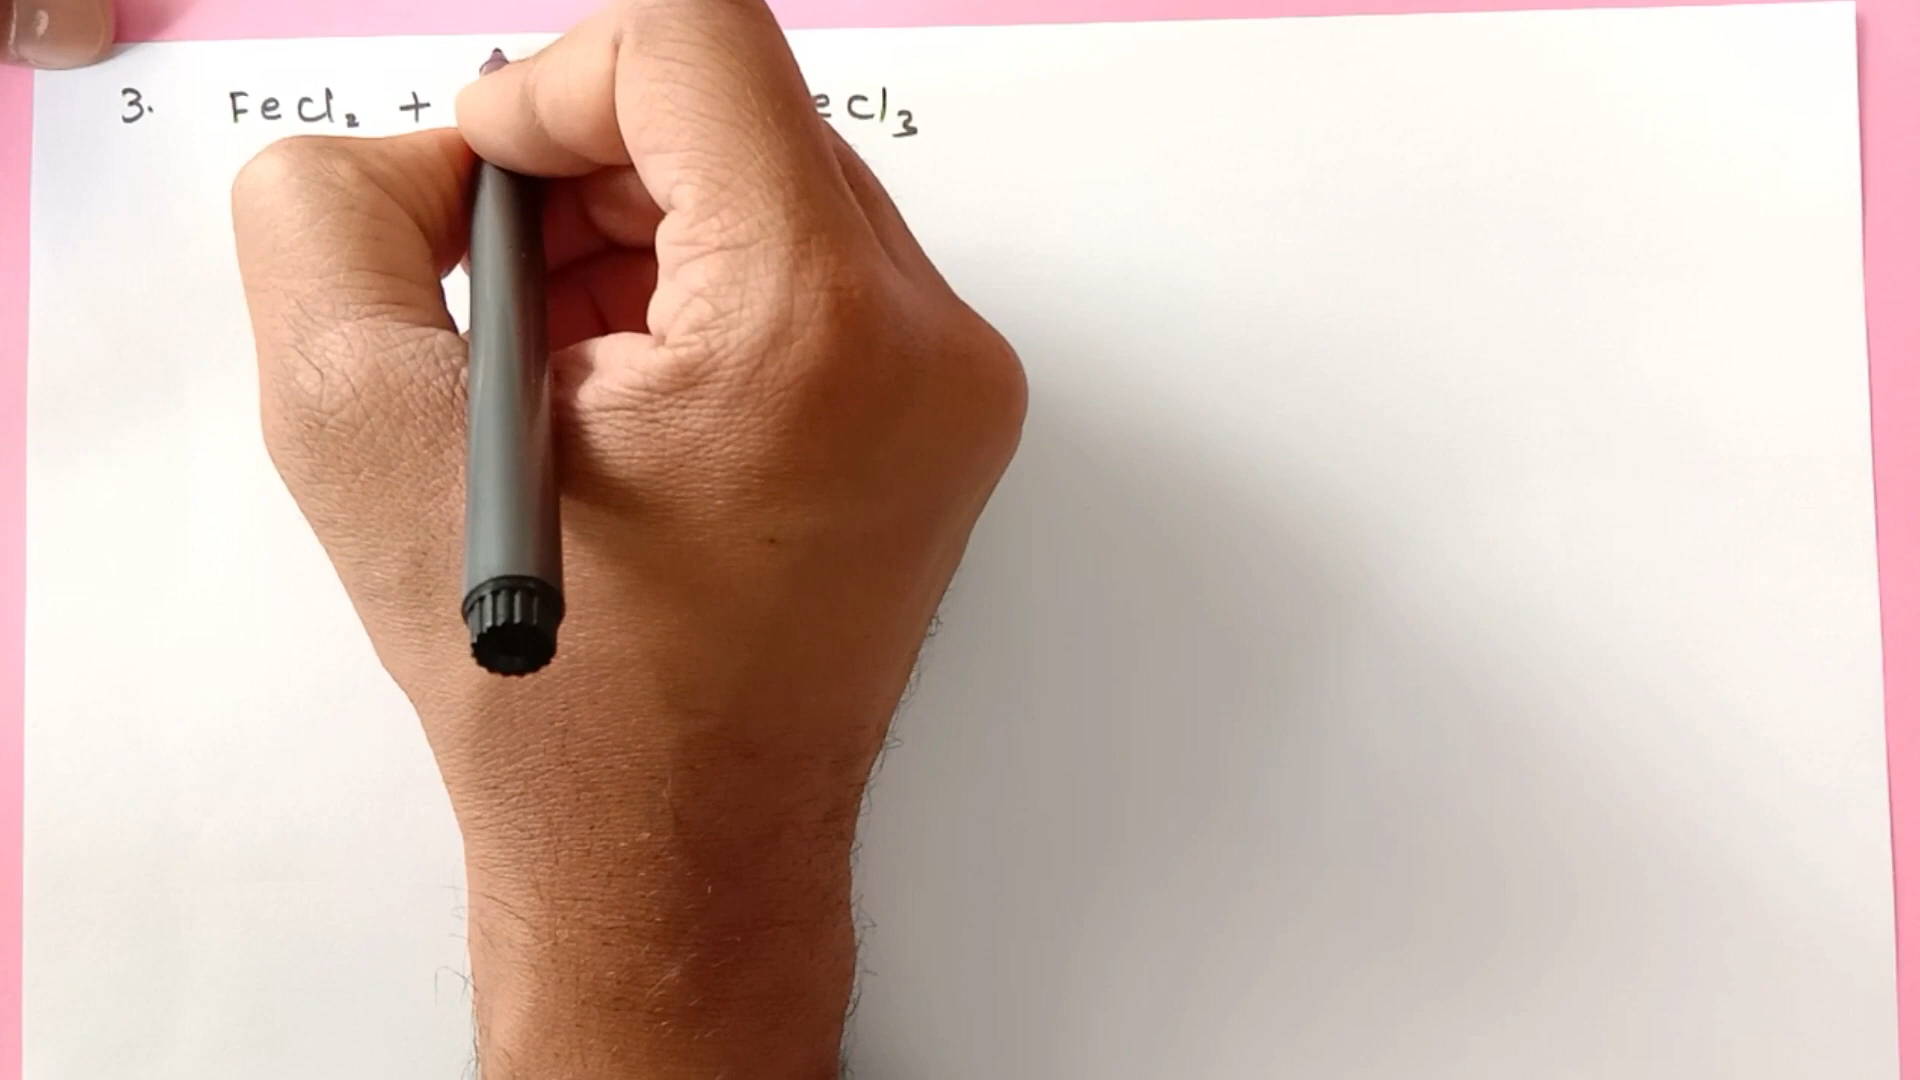 3. FeCl₂ + eCl₃